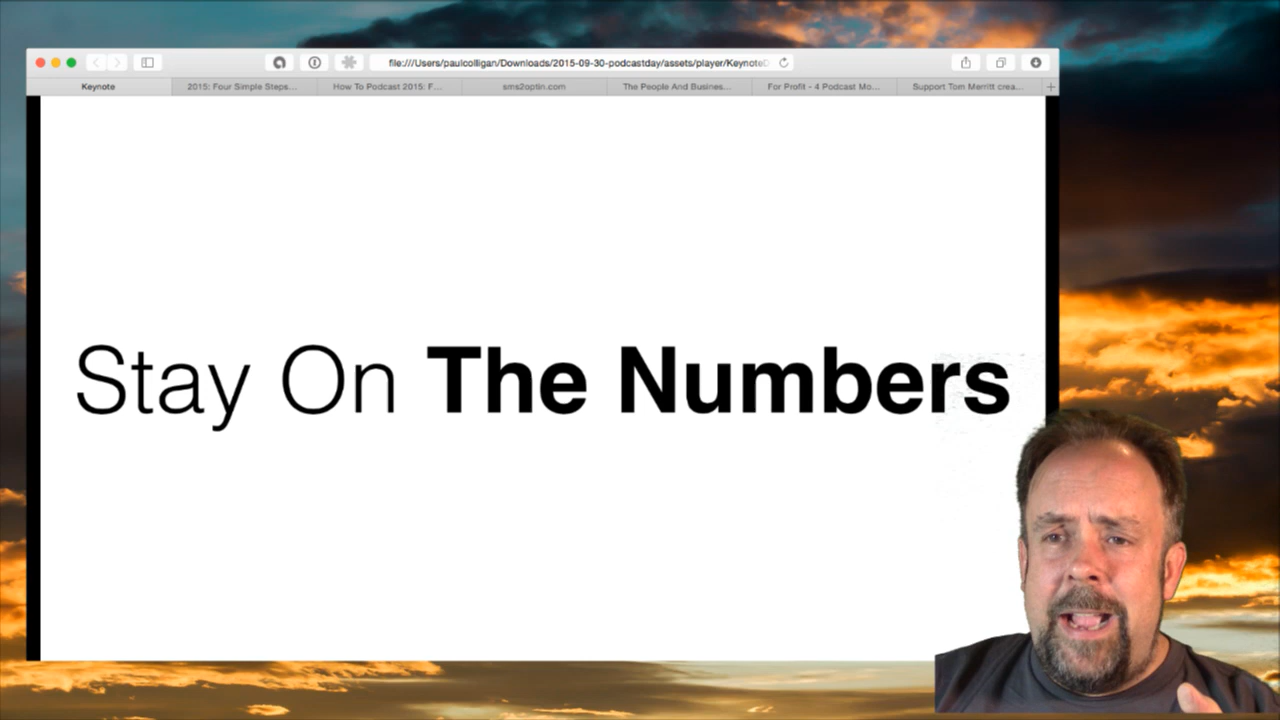 file:///Users/paulcolligan/Downloads/2015-09-30-podcastday/assets/player/Keynote
Keynote
2015: Four Simple Steps...
How To Podcast 2015: F...
sms2optin.com
The People And Busines...
For Profit - 4 Podcast Mo...
Support Tom Merritt crea...
Stay On The Numbers